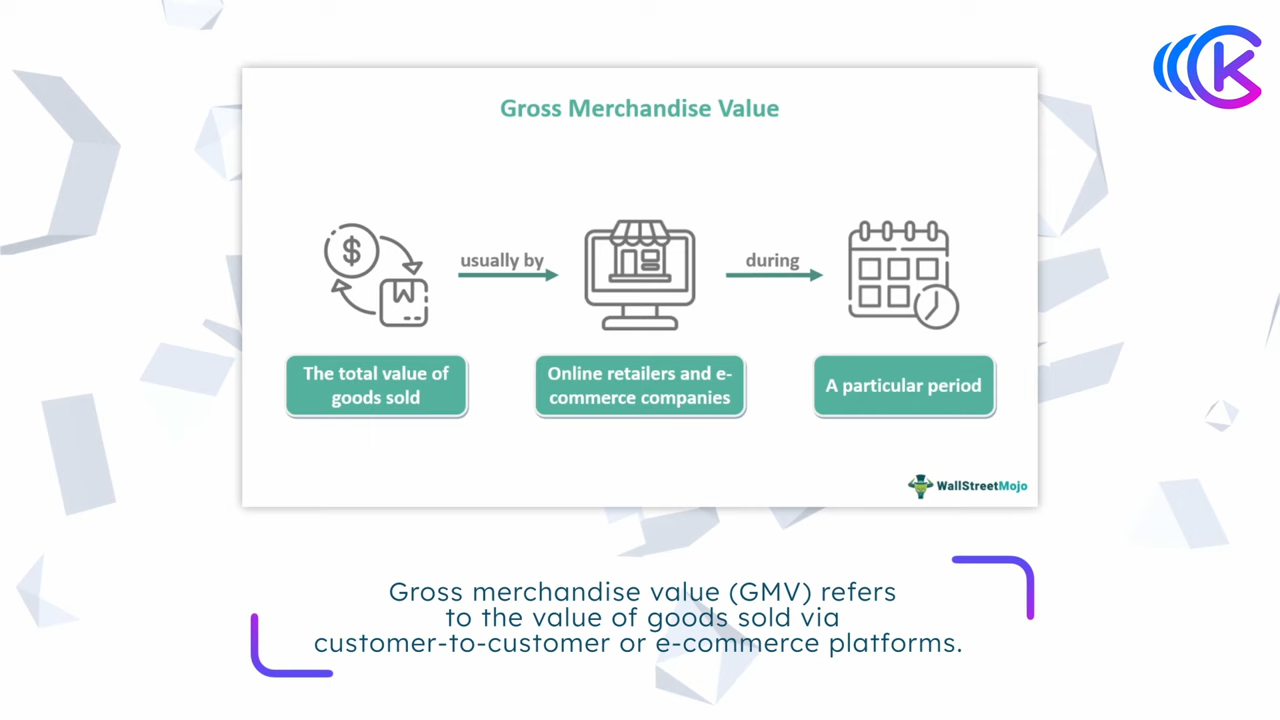 Gross Merchandise Value
$
usually by
during
The total value of
goods sold
Online retailers and e-
commerce companies
A particular period
WallStreetMojo
Gross merchandise value (GMV) refers
to the value of goods sold via
customer-to-customer or e-commerce platforms.